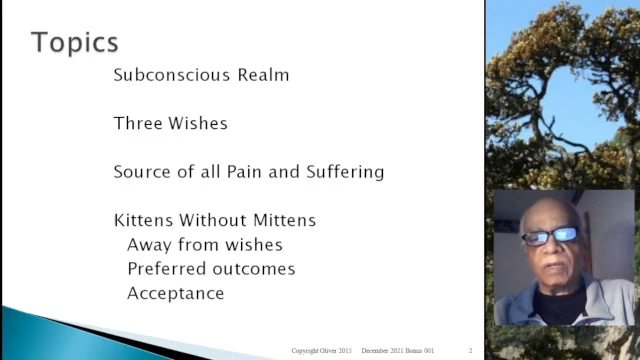 Topics
Subconscious Realm
Three Wishes
Source of all Pain and Suffering
Kittens Without Mittens
Away from wishes
Preferred outcomes
Acceptance
Copyright Oliver 2015 December 2021 Bonus 001 2